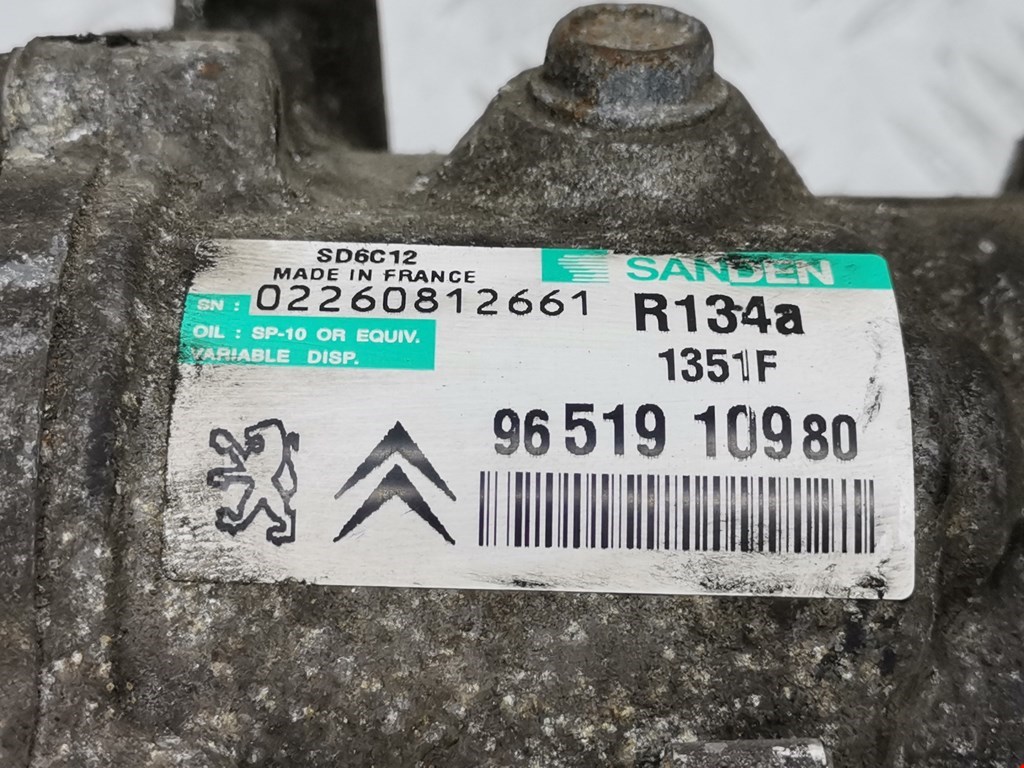 SD6C12
MADE IN FRANCE
SANDEN
SN : 02260812661
R134a
OIL : SP-10 OR EQUIV.
VARIABLE DISP.
1351F
96 519 109 80